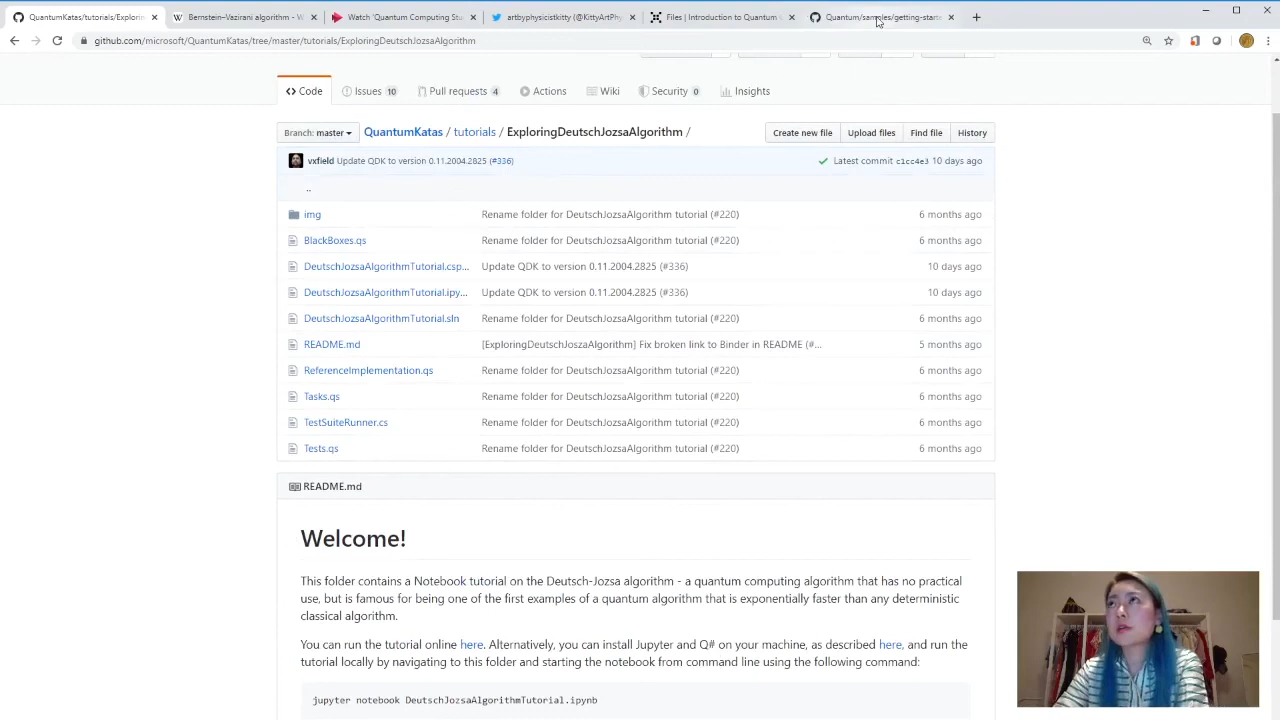 QuantumKatas/tutorials/Exploring
Bernstein–Vazirani algorithm - W
Watch 'Quantum Computing Stu
artbyphysicistkitty (@KittyArtPh
Files | Introduction to Quantum
Quantum/samples/getting-starte
github.com/microsoft/QuantumKatas/tree/master/tutorials/ExploringDeutschJozsaAlgorithm
Code Issues 10 Pull requests 4 Actions Wiki Security 0 Insights
Branch: master QuantumKatas / tutorials / ExploringDeutschJozsaAlgorithm / Create new file Upload files Find file History
vxfield Update QDK to version 0.11.2004.2825 (#336) Latest commit c1cc4e3 10 days ago
..
img Rename folder for DeutschJozsaAlgorithm tutorial (#220) 6 months ago
BlackBoxes.qs Rename folder for DeutschJozsaAlgorithm tutorial (#220) 6 months ago
DeutschJozsaAlgorithmTutorial.csp... Update QDK to version 0.11.2004.2825 (#336) 10 days ago
DeutschJozsaAlgorithmTutorial.ipy... Update QDK to version 0.11.2004.2825 (#336) 10 days ago
DeutschJozsaAlgorithmTutorial.sln Rename folder for DeutschJozsaAlgorithm tutorial (#220) 6 months ago
README.md [ExploringDeutschJoszaAlgorithm] Fix broken link to Binder in README (#... 5 months ago
ReferenceImplementation.qs Rename folder for DeutschJozsaAlgorithm tutorial (#220) 6 months ago
Tasks.qs Rename folder for DeutschJozsaAlgorithm tutorial (#220) 6 months ago
TestSuiteRunner.cs Rename folder for DeutschJozsaAlgorithm tutorial (#220) 6 months ago
Tests.qs Rename folder for DeutschJozsaAlgorithm tutorial (#220) 6 months ago
README.md
Welcome!
This folder contains a Notebook tutorial on the Deutsch-Jozsa algorithm - a quantum computing algorithm that has no practical
use, but is famous for being one of the first examples of a quantum algorithm that is exponentially faster than any deterministic
classical algorithm.
You can run the tutorial online here. Alternatively, you can install Jupyter and Q# on your machine, as described here, and run the
tutorial locally by navigating to this folder and starting the notebook from command line using the following command:
jupyter notebook DeutschJozsaAlgorithmTutorial.ipynb